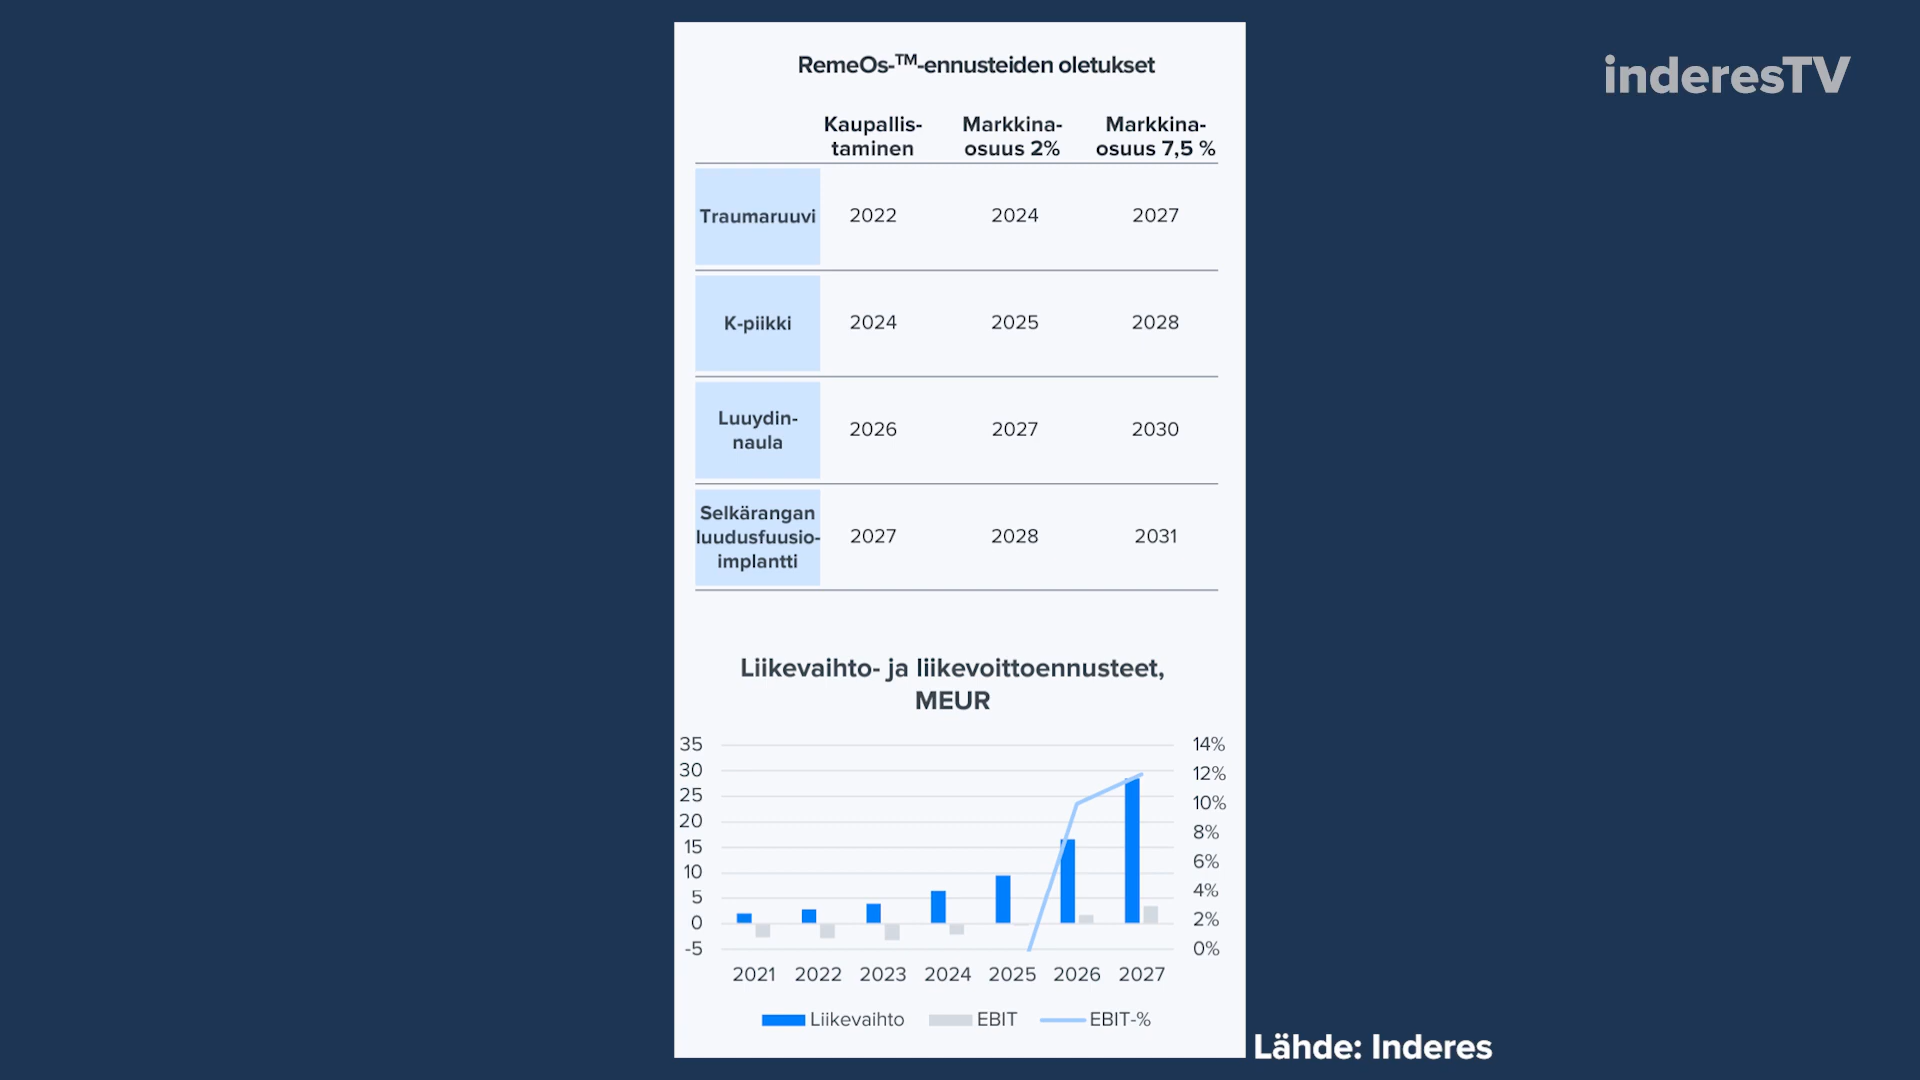 inderesTV
RemeOs-™-ennusteiden oletukset
Kaupallis- Markkina- Markkina-
taminen osuus 2% osuus 7,5 %
Traumaruuvi 2022 2024 2027
K-piikki 2024 2025 2028
Luuydin-
naula 2026 2027 2030
Selkärangan
luudusfuusio- 2027 2028 2031
implantti
Liikevaihto- ja liikevoittoennusteet,
MEUR
35 14%
30 12%
25 10%
20 8%
15 6%
10 4%
5 2%
0 0%
-5
2021 2022 2023 2024 2025 2026 2027
Liikevaihto EBIT EBIT-%
Lähde: Inderes